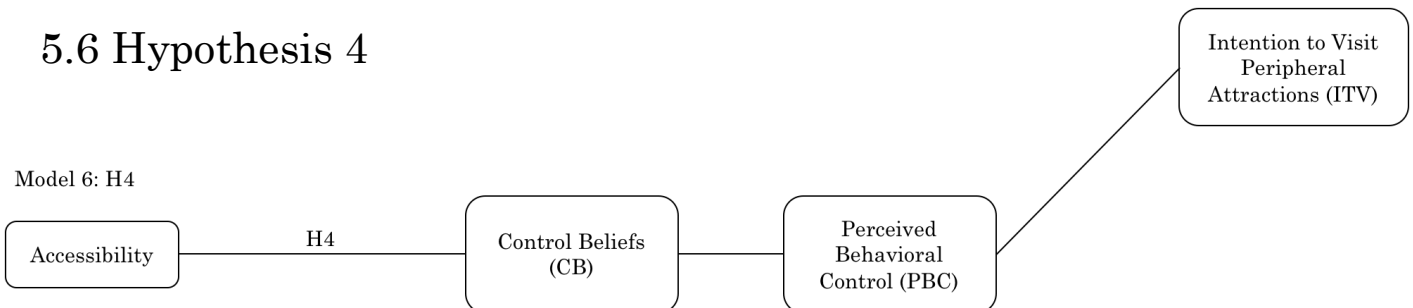 5.6 Hypothesis 4
Intention to Visit
Peripheral
Attractions (ITV)
Model 6: H4
Accessibility
H4
Control Beliefs
(CB)
Perceived
Behavioral
Control (PBC)